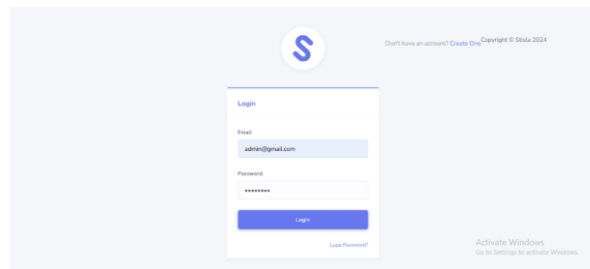 S
Don't have an account? Create One
Copyright © Stisla 2024
Login
Email
admin@gmail.com
Password
••••••••
Login
Lupa Password?
Activate Windows
Go to Settings to activate Windows.